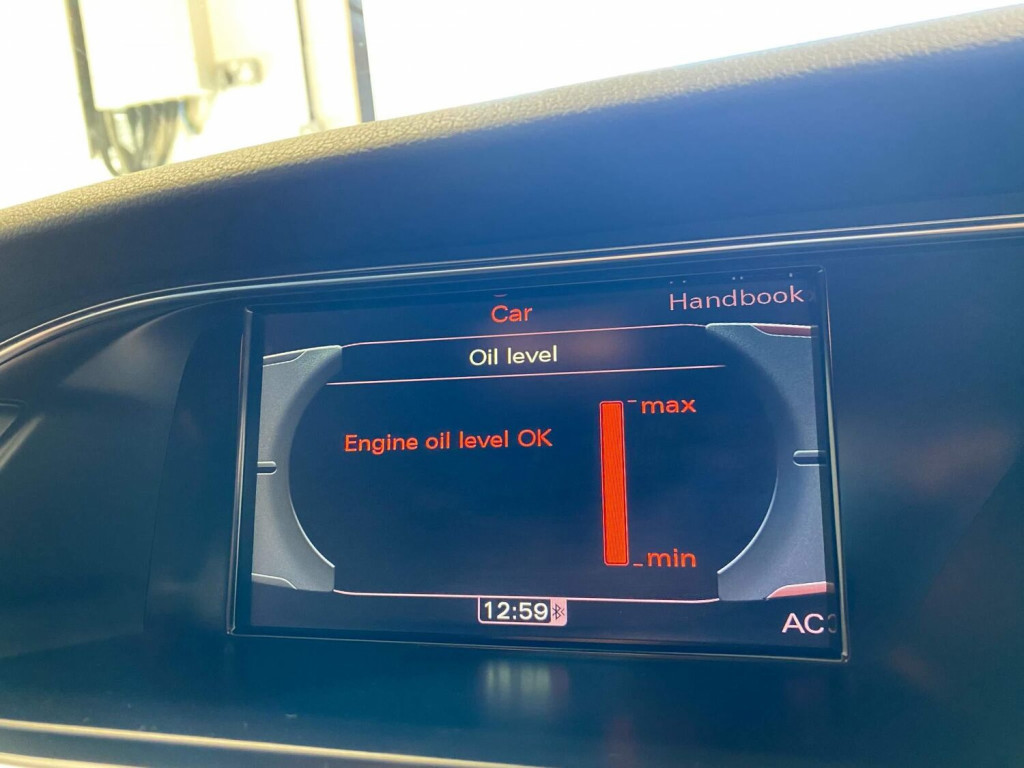 Handbook
Car
Oil level
max
Engine oil level OK
min
12:59